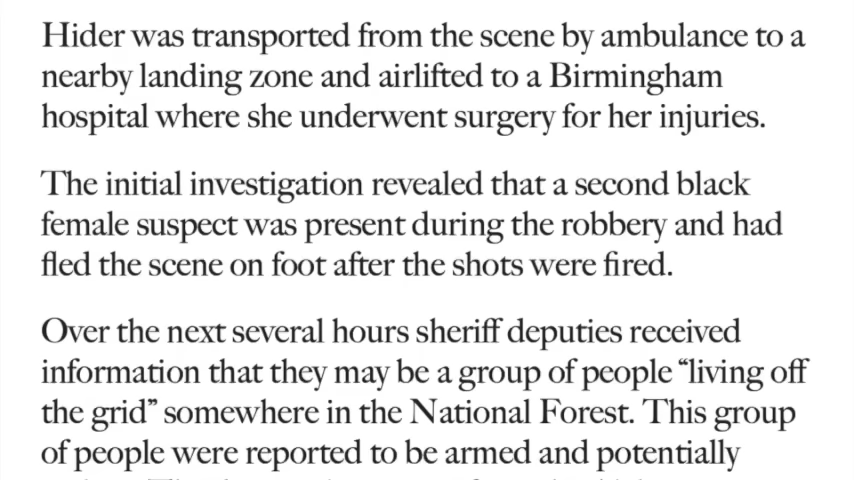 Hider was transported from the scene by ambulance to a
nearby landing zone and airlifted to a Birmingham
hospital where she underwent surgery for her injuries.
The initial investigation revealed that a second black
female suspect was present during the robbery and had
fled the scene on foot after the shots were fired.
Over the next several hours sheriff deputies received
information that they may be a group of people “living off
the grid” somewhere in the National Forest. This group
of people were reported to be armed and potentially